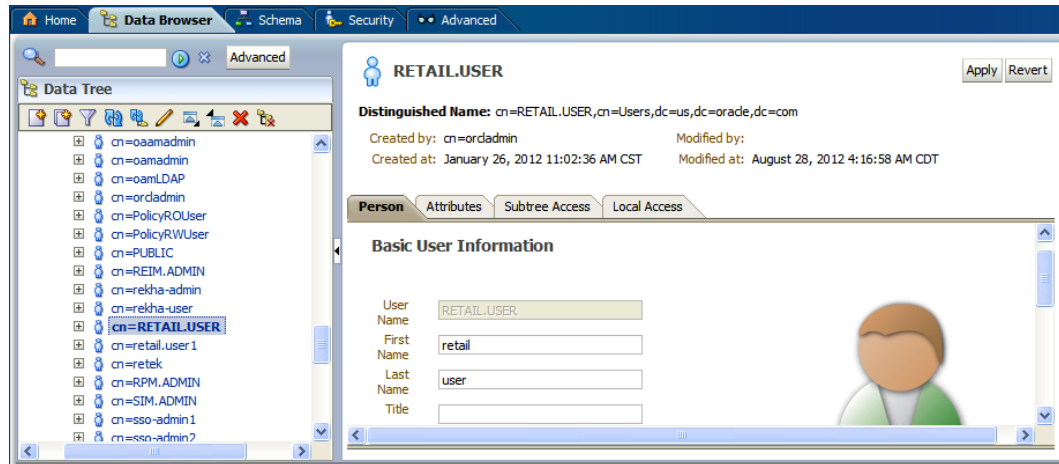 Home Data Browser Schema Security Advanced
Advanced
Data Tree
cn=oaamadmin
cn=oamadmin
cn=oamLDAP
cn=orcladmin
cn=PolicyROUser
cn=PolicyRWUser
cn=PUBLIC
cn=REIM.ADMIN
cn=rekha-admin
cn=rekha-user
cn=RETAIL.USER
cn=retail.user1
cn=retek
cn=RPM.ADMIN
cn=SIM.ADMIN
cn=sso-admin1
cn=sso-admin2
RETAIL.USER
Apply Revert
Distinguished Name: cn=RETAIL.USER,cn=Users,dc=us,dc=oracle,dc=com
Created by: cn=orcladmin Modified by:
Created at: January 26, 2012 11:02:36 AM CST Modified at: August 28, 2012 4:16:58 AM CDT
Person Attributes Subtree Access Local Access
Basic User Information
User
Name RETAIL.USER
First
Name retail
Last
Name user
Title